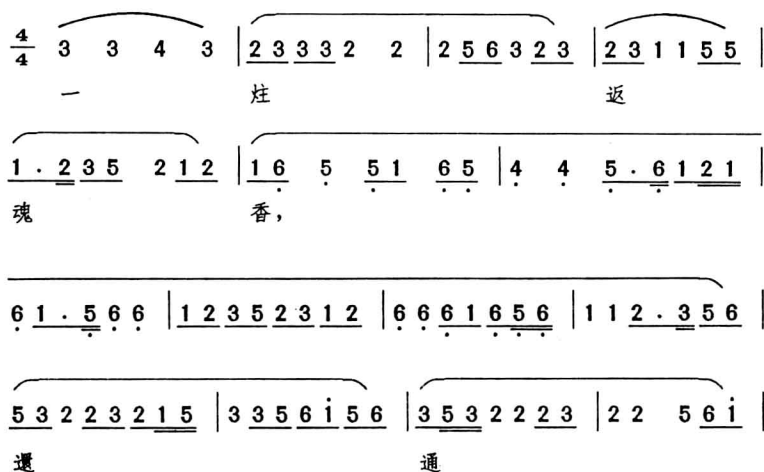 4/4 3 3 4 3 | 2 3 3 3 2 2 | 2 5 6 3 2 3 | 2 3 1 1 5 5 |
一 炷 返
1 · 2 3 5 2 1 2 | 1 6 5 5 1 6 5 | 4 4 5 · 6 1 2 1 |
魂 香，
6 1 · 5 6 6 | 1 2 3 5 2 3 1 2 | 6 6 6 1 6 5 6 | 1 1 2 · 3 5 6 |
5 3 2 2 3 2 1 5 | 3 3 5 6 i 5 6 | 3 5 3 2 2 2 3 | 2 2 5 6 i |
還 通